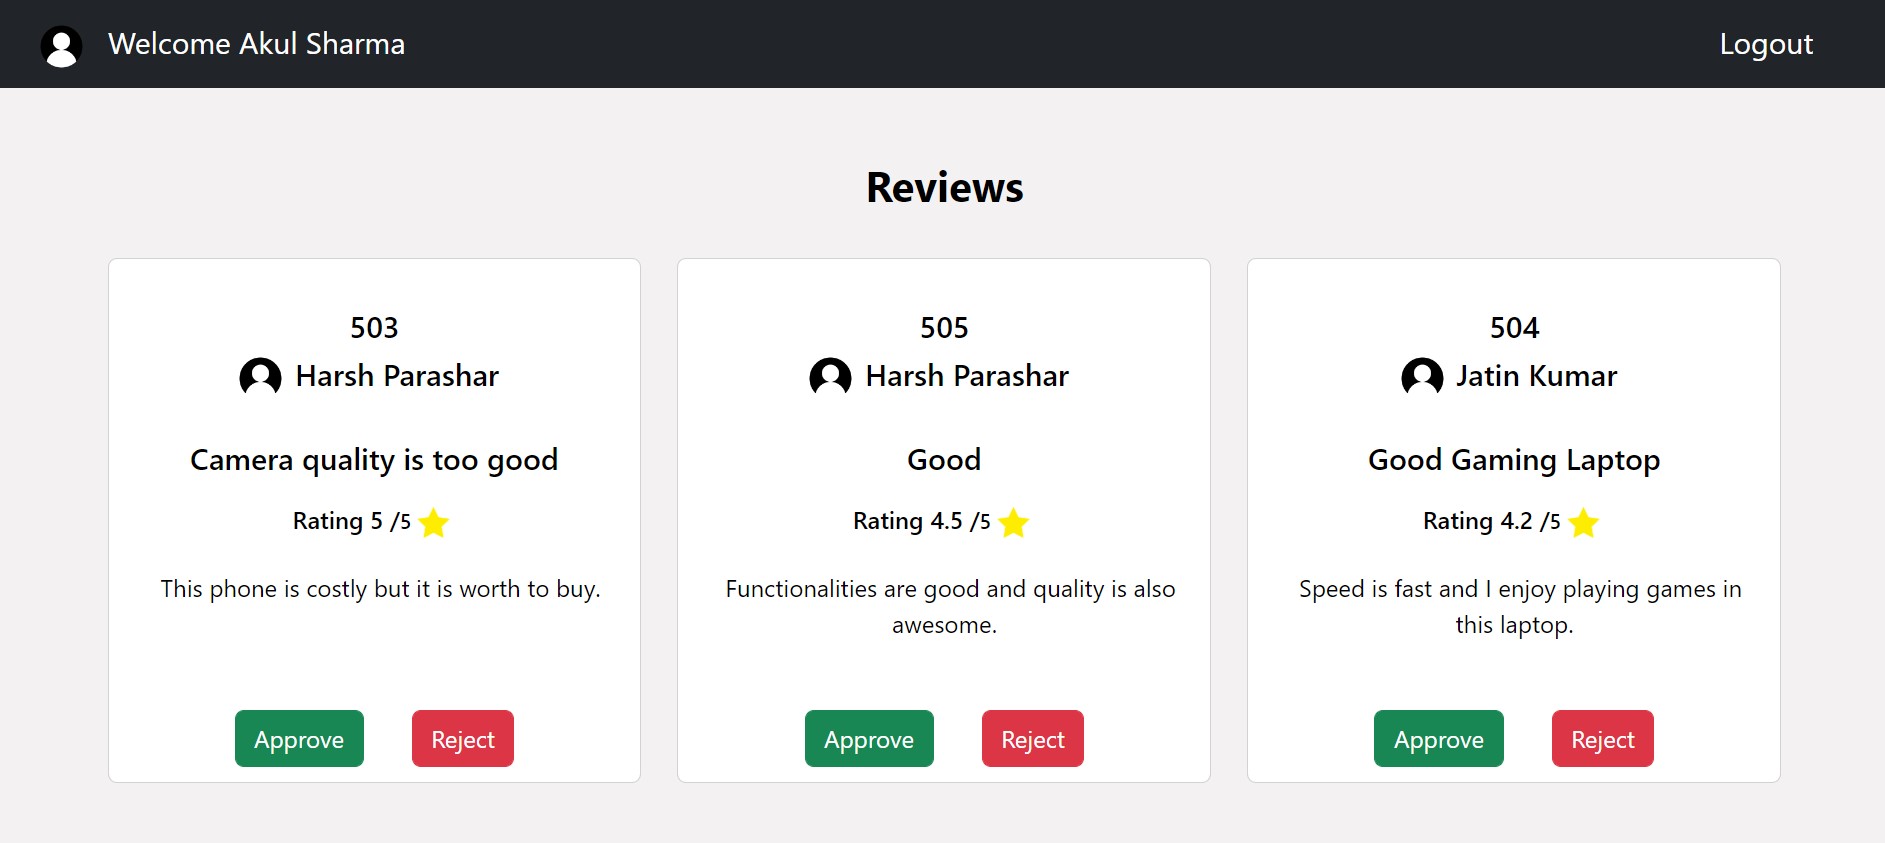 Welcome Akul Sharma
Logout
Reviews
503
Harsh Parashar
Camera quality is too good
Rating 5 /5
This phone is costly but it is worth to buy.
Approve
Reject
505
Harsh Parashar
Good
Rating 4.5 /5
Functionalities are good and quality is also
awesome.
Approve
Reject
504
Jatin Kumar
Good Gaming Laptop
Rating 4.2 /5
Speed is fast and I enjoy playing games in
this laptop.
Approve
Reject